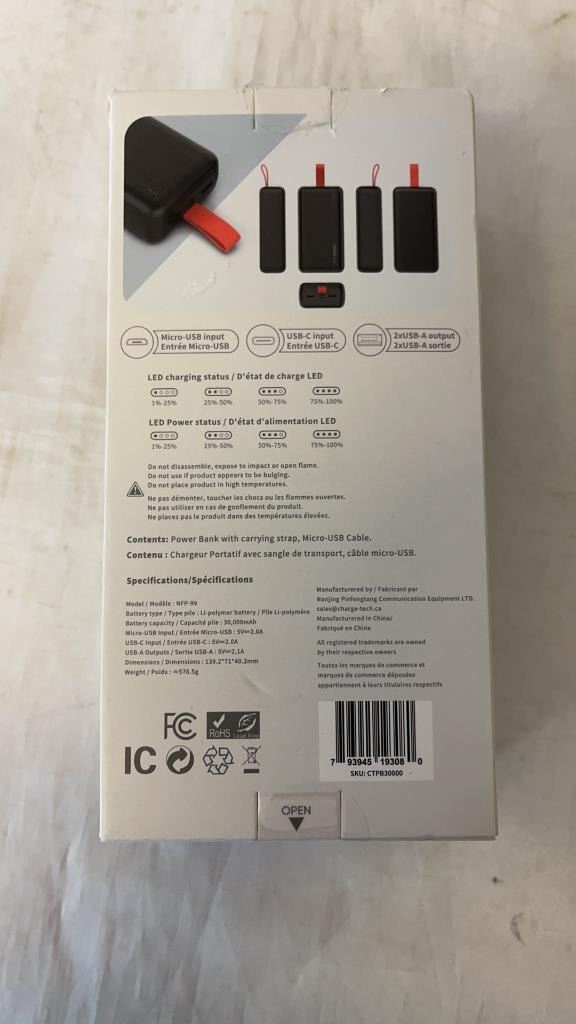 Micro-USB input
Entrée Micro-USB
USB-C input
Entrée USB-C
2xUSB-A output
2xUSB-A sortie
LED charging status / D'état de charge LED
1%-25% 25%-50% 50%-75% 75%-100%
LED Power status / D'état d'alimentation LED
1%-25% 25%-50% 50%-75% 75%-100%
Do not disassemble, expose to impact or open flame.
Do not use if product appears to be bulging.
Do not place product in high temperatures.
Ne pas démonter, toucher les chocs ou les flammes ouvertes.
Ne pas utiliser en cas de gonflement du produit.
Ne placez pas le produit dans des températures élevées.
Contents: Power Bank with carrying strap, Micro-USB Cable.
Contenu : Chargeur Portatif avec sangle de transport, câble micro-USB.
Specifications/Spécifications
Model / Modèle : NFP-99
Battery type / Type pile : Li-polymer battery / Pile Li-polymère
Battery capacity / Capacité pile : 30,000mAh
Micro-USB Input / Entrée Micro-USB : 5V⎓2.0A
USB-C Input / Entrée USB-C : 5V⎓2.0A
USB-A Outputs / Sortie USB-A : 5V⎓2.1A
Dimensions / Dimensions : 139.2*71*40.2mm
Weight / Poids : ≈576.5g
Manufacturered by / Fabricant par
Nanjing Pinfengtang Communication Equipment LTD.
sales@charge-tech.ca
Manufacturered in China/
Fabriqué en Chine
All registered trademarks are owned
by their respective owners
Toutes les marques de commerce et
marques de commerce déposées
appartiennent à leurs titulaires respectifs
FC
RoHS Lead Free
IC
7 93945 19308 0
SKU: CTPB30000
OPEN